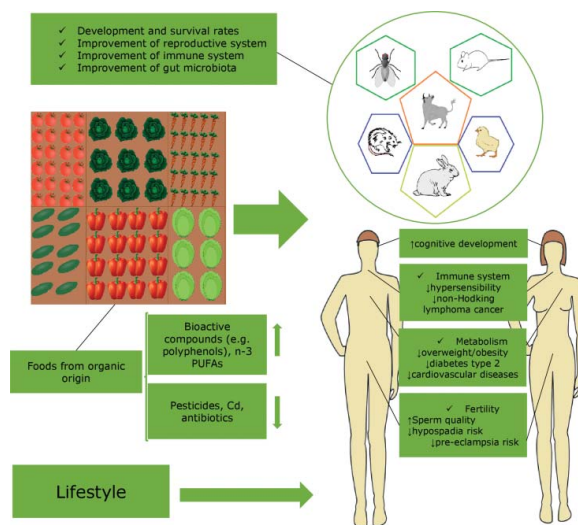 ✓ Development and survival rates
✓ Improvement of reproductive system
✓ Improvement of immune system
✓ Improvement of gut microbiota
↑cognitive development
✓ Immune system
↓hypersensibility
↓non-Hodking
lymphoma cancer
✓ Metabolism
↓overweight/obesity
↓diabetes type 2
↓cardiovascular diseases
✓ Fertility
↑Sperm quality
↓hypospadia risk
↓pre-eclampsia risk
Foods from organic
origin
Bioactive
compounds (e.g.
polyphenols), n-3
PUFAs
Pesticides, Cd,
antibiotics
Lifestyle